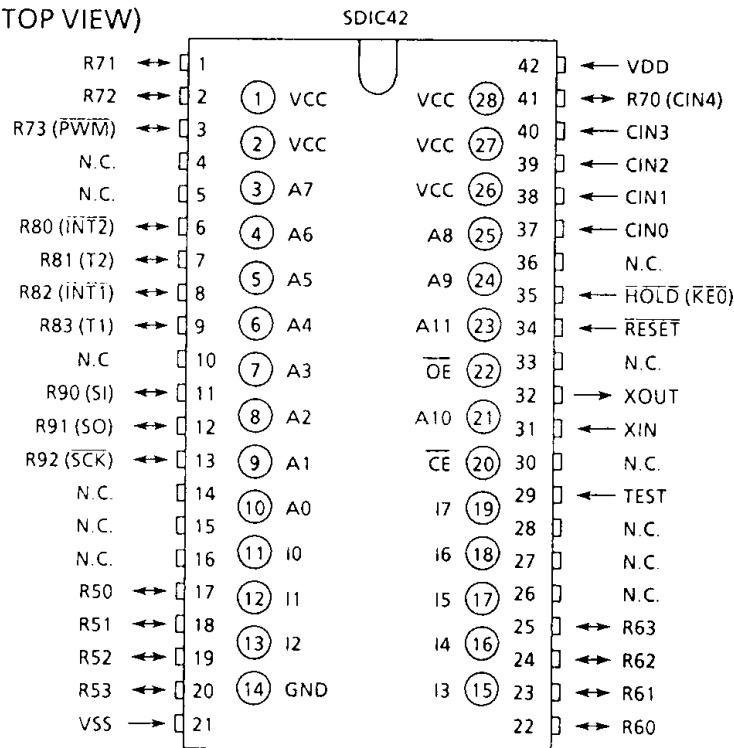 TOP VIEW)
SDIC42
R71 1 42 VDD
R72 2 1 VCC VCC 28 41 R70 (CIN4)
R73 (PWM) 3 2 VCC VCC 27 40 CIN3
N.C. 4 39 CIN2
N.C. 5 3 A7 VCC 26 38 CIN1
R80 (INT2) 6 4 A6 A8 25 37 CIN0
R81 (T2) 7 36 N.C.
R82 (INT1) 8 5 A5 A9 24 35 HOLD (KE0)
R83 (T1) 9 6 A4 A11 23 34 RESET
N.C 10 7 A3 OE 22 33 N.C.
R90 (SI) 11 32 XOUT
R91 (SO) 12 8 A2 A10 21 31 XIN
R92 (SCK) 13 9 A1 CE 20 30 N.C.
N.C. 14 10 A0 I7 19 29 TEST
N.C. 15 28 N.C.
N.C. 16 11 I0 I6 18 27 N.C.
R50 17 12 I1 I5 17 26 N.C.
R51 18 25 R63
R52 19 13 I2 I4 16 24 R62
R53 20 14 GND I3 15 23 R61
VSS 21 22 R60